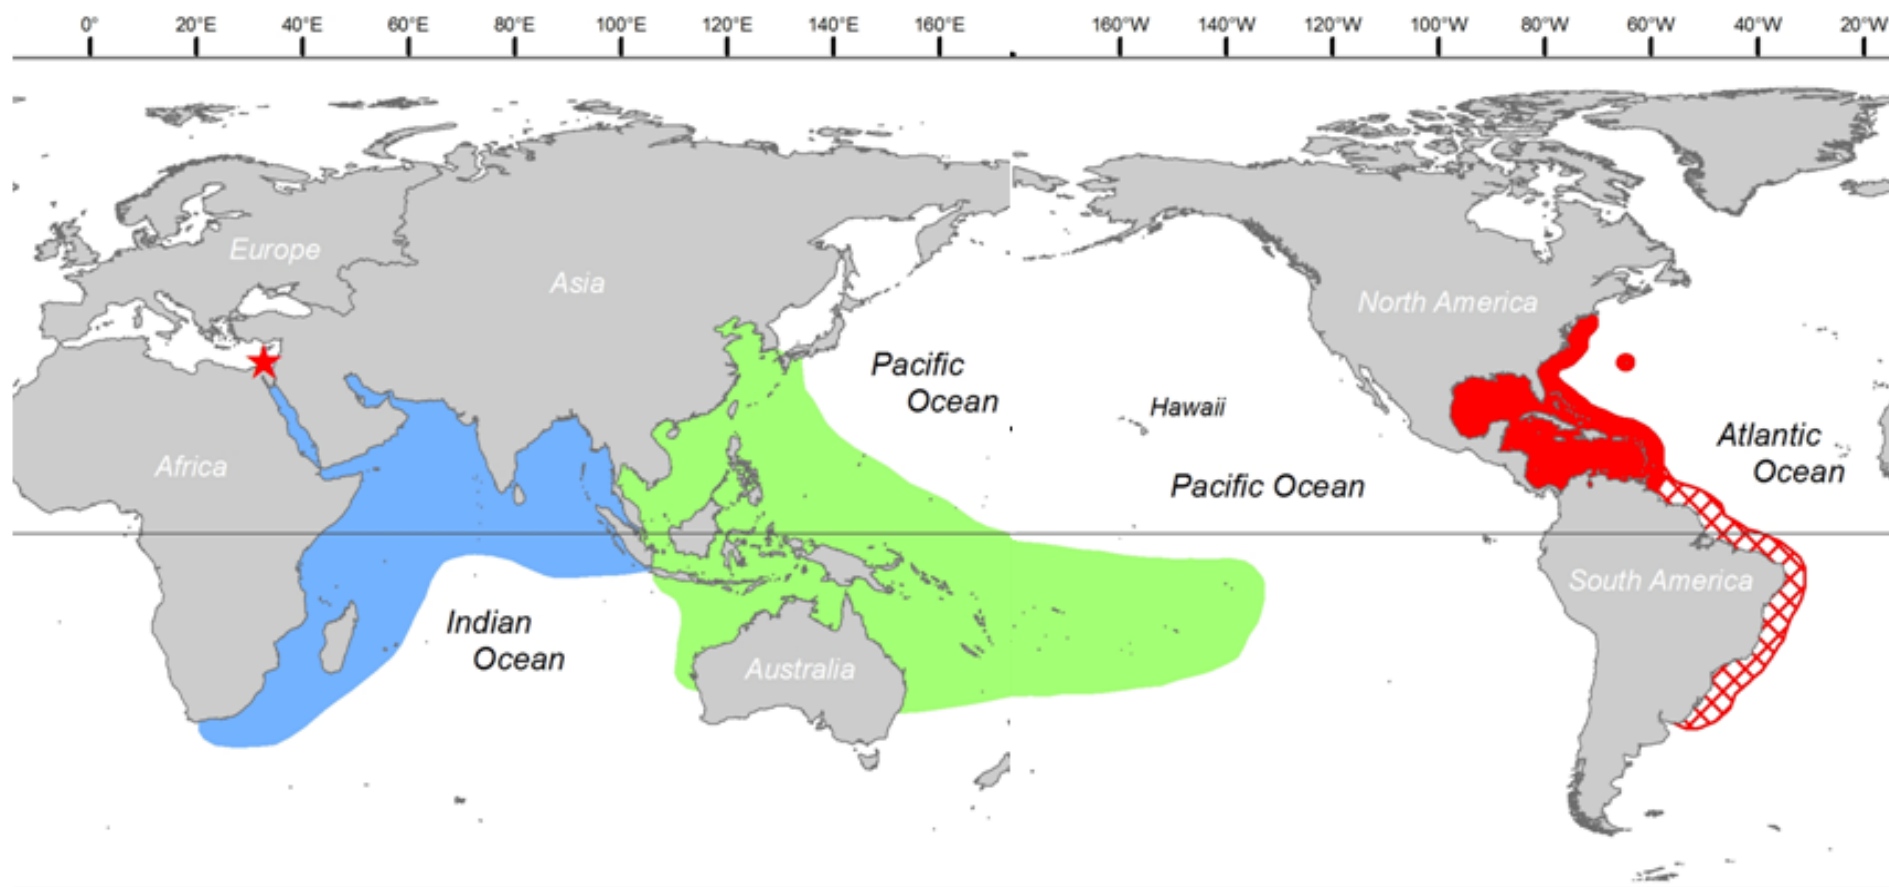 0° 20°E 40°E 60°E 80°E 100°E 120°E 140°E 160°E 160°W 140°W 120°W 100°W 80°W 60°W 40°W 20°W
Europe
Asia
North America
Pacific
Ocean
Hawaii
Atlantic
Ocean
Africa
Pacific Ocean
South America
Indian
Ocean
Australia